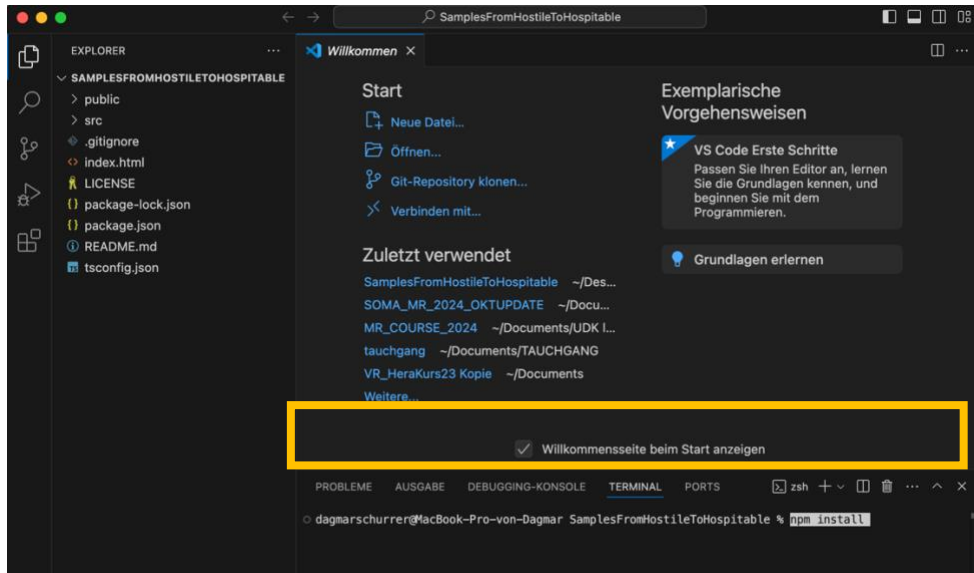 SamplesFromHostileToHospitable
EXPLORER
SAMPLESFROMHOSTILETOHOSPITABLE
public
src
.gitignore
index.html
LICENSE
package-lock.json
package.json
README.md
tsconfig.json
Willkommen
Start
Neue Datei...
Öffnen...
Git-Repository klonen...
Verbinden mit...
Zuletzt verwendet
SamplesFromHostileToHospitable ~/Des...
SOMA_MR_2024_OKTUPDATE ~/Docu...
MR_COURSE_2024 ~/Documents/UDK I...
tauchgang ~/Documents/TAUCHGANG
VR_HeraKurs23 Kopie ~/Documents
Weitere...
Exemplarische
Vorgehensweisen
VS Code Erste Schritte
Passen Sie Ihren Editor an, lernen
Sie die Grundlagen kennen, und
beginnen Sie mit dem
Programmieren.
Grundlagen erlernen
Willkommensseite beim Start anzeigen
PROBLEME AUSGABE DEBUGGING-KONSOLE TERMINAL PORTS zsh
dagmarschurrer@MacBook-Pro-von-Dagmar SamplesFromHostileToHospitable % npm install